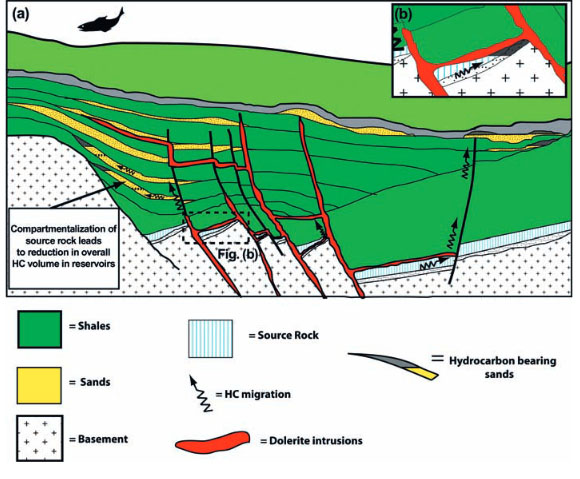 (a)
(b)
Compartmentalization of
source rock leads
to reduction in overall
HC volume in reservoirs
Fig. (b)
= Shales
= Source Rock
= Hydrocarbon bearing
sands
= Sands
= HC migration
= Basement
= Dolerite intrusions